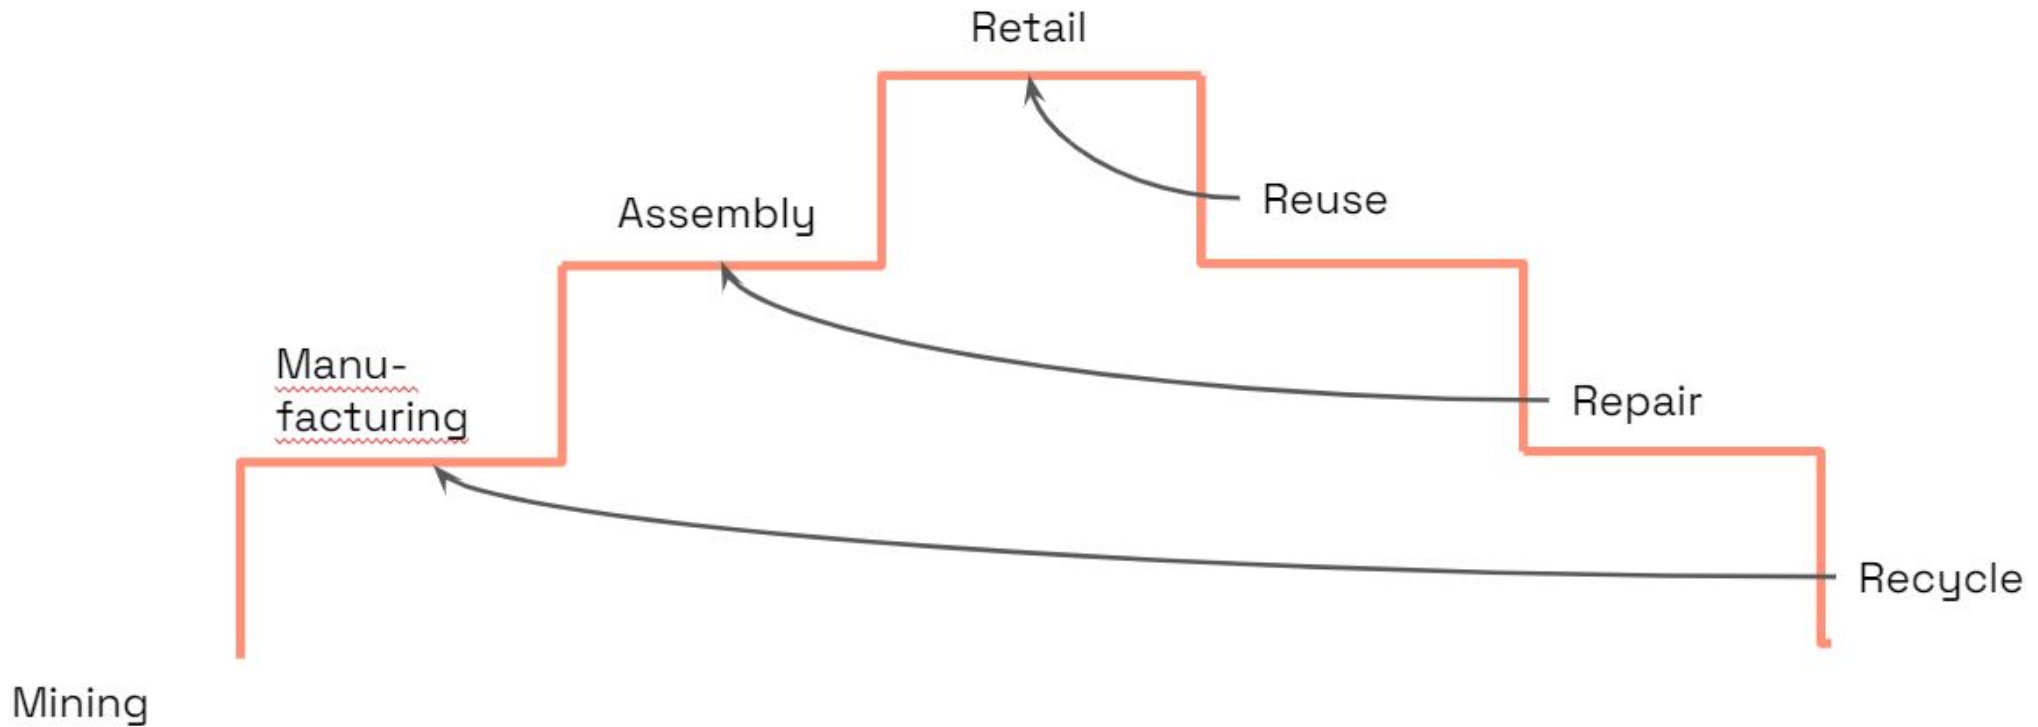 Retail
Reuse
Assembly
Manu-
facturing
Repair
Recycle
Mining